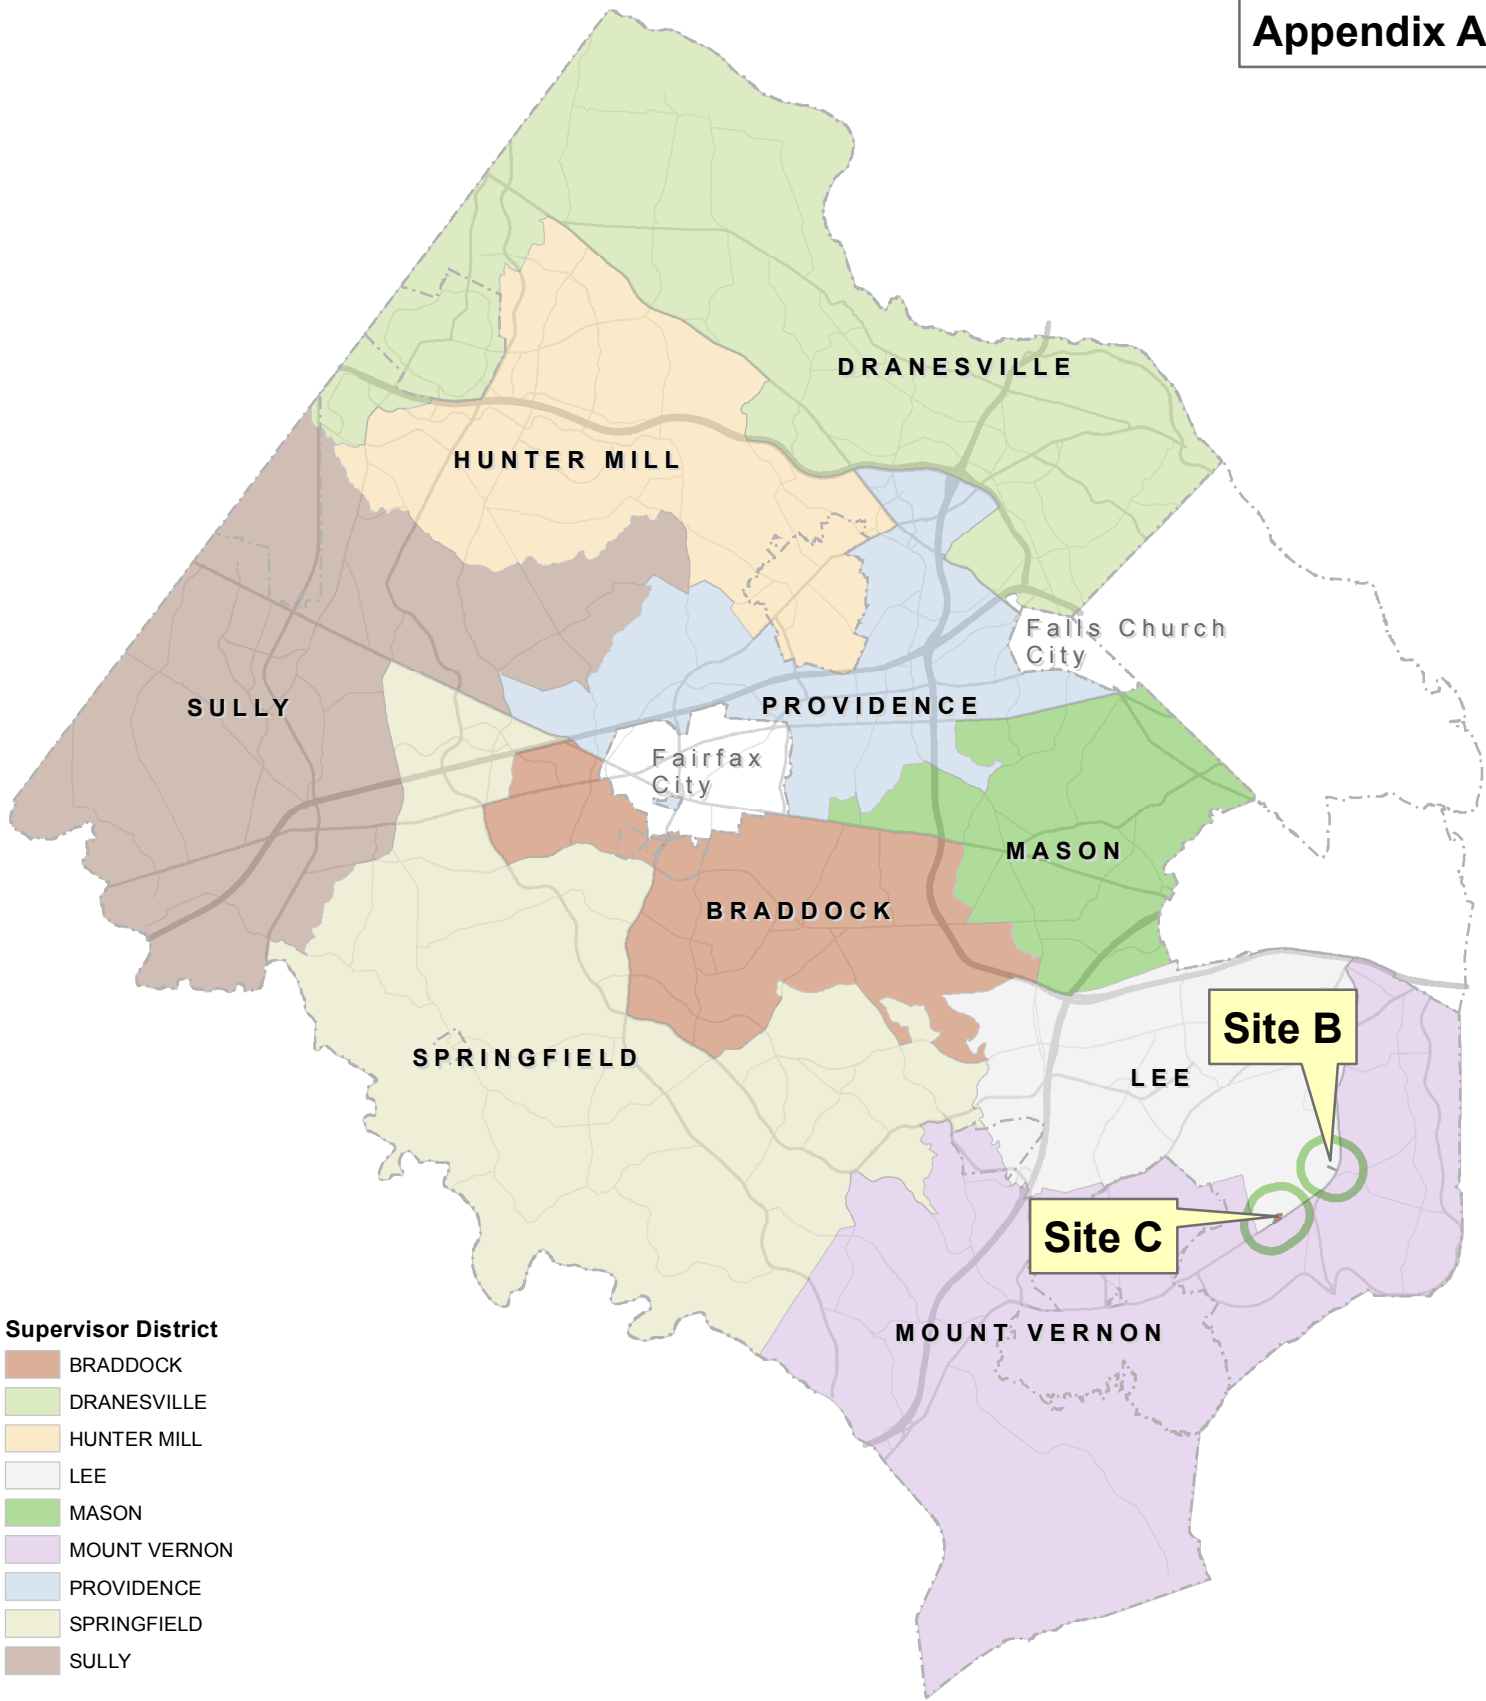 Appendix A
DRANESVILLE
HUNTER MILL
Falls Church
City
SULLY
PROVIDENCE
Fairfax
City
MASON
BRADDOCK
Site B
SPRINGFIELD
LEE
Site C
MOUNT VERNON
Supervisor District
BRADDOCK
DRANESVILLE
HUNTER MILL
LEE
MASON
MOUNT VERNON
PROVIDENCE
SPRINGFIELD
SULLY